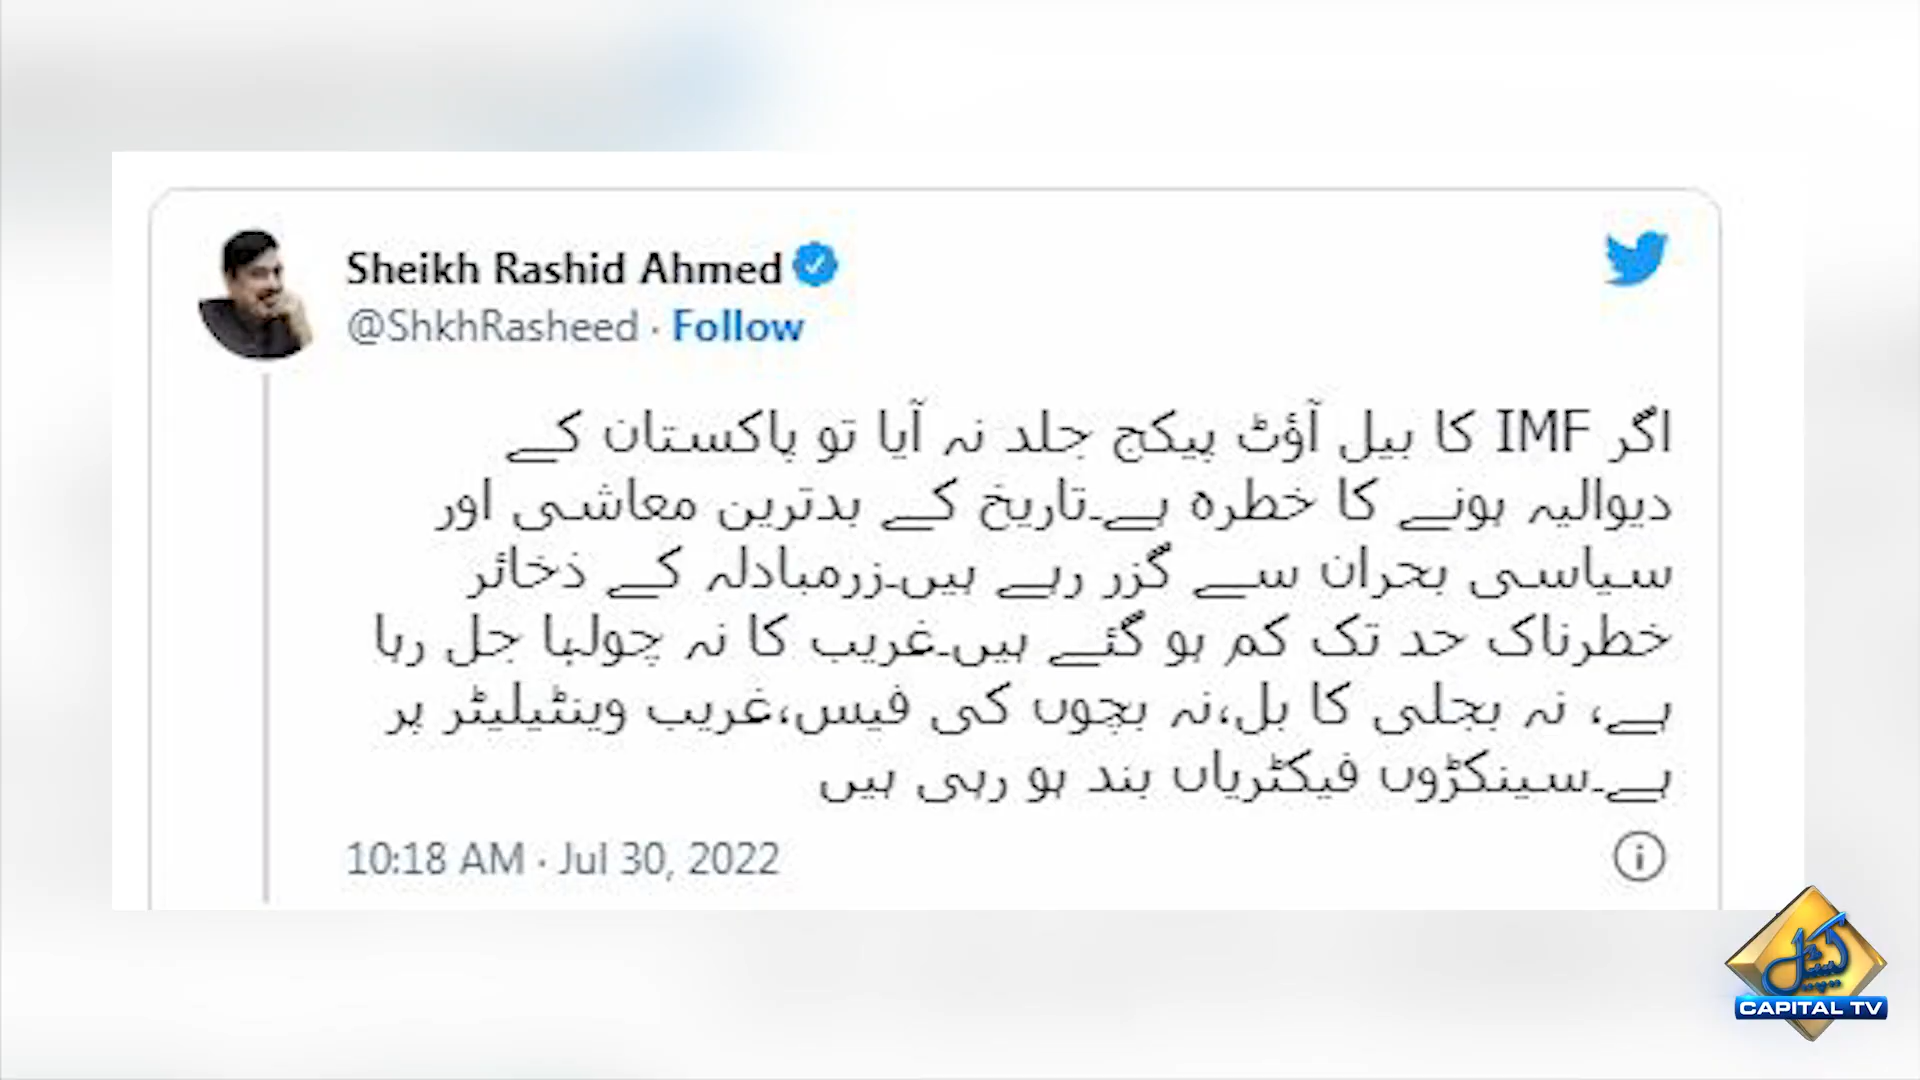 Sheikh Rashid Ahmed
@ShkhRasheed · Follow
اگر IMF کا بیل آؤٹ پیکج جلد نہ آیا تو پاکستان کے
دیوالیہ ہونے کا خطرہ ہے۔تاریخ کے بدترین معاشی اور
سیاسی بحران سے گزر رہے ہیں۔زرمبادلہ کے ذخائر
خطرناک حد تک کم ہو گئے ہیں۔غریب کا نہ چولہا جل رہا
ہے، نہ بجلی کا بل،نہ بچوں کی فیس،غریب وینٹیلیٹر پر
ہے۔سینکڑوں فیکٹریاں بند ہو رہی ہیں
10:18 AM · Jul 30, 2022
CAPITAL TV